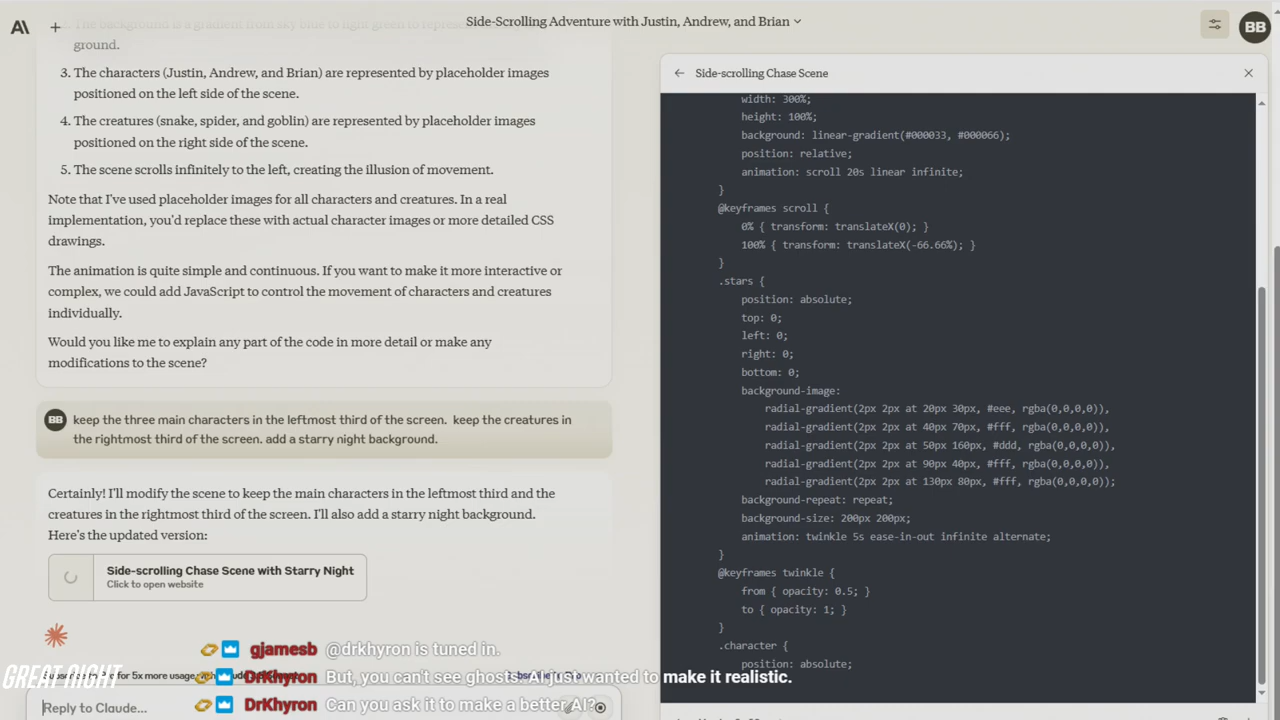 Side-Scrolling Adventure with Justin, Andrew, and Brian
BB
The background is a gradient from sky blue to light green to represent
ground.
3. The characters (Justin, Andrew, and Brian) are represented by placeholder images
positioned on the left side of the scene.
4. The creatures (snake, spider, and goblin) are represented by placeholder images
positioned on the right side of the scene.
5. The scene scrolls infinitely to the left, creating the illusion of movement.
Note that I've used placeholder images for all characters and creatures. In a real
implementation, you'd replace these with actual character images or more detailed CSS
drawings.
The animation is quite simple and continuous. If you want to make it more interactive or
complex, we could add JavaScript to control the movement of characters and creatures
individually.
Would you like me to explain any part of the code in more detail or make any
modifications to the scene?
BB
keep the three main characters in the leftmost third of the screen. keep the creatures in
the rightmost third of the screen. add a starry night background.
Certainly! I'll modify the scene to keep the main characters in the leftmost third and the
creatures in the rightmost third of the screen. I'll also add a starry night background.
Here's the updated version:
Side-scrolling Chase Scene with Starry Night
Click to open website
gjamesb @drkhyron is tuned in.
GREAT NIGHT
DrKhyron But, you can't see ghosts. AI just wanted to make it realistic.
DrKhyron Can you ask it to make a better AI?
Reply to Claude...
Side-scrolling Chase Scene
width: 300%;
height: 100%;
background: linear-gradient(#000033, #000066);
position: relative;
animation: scroll 20s linear infinite;
}
@keyframes scroll {
0% { transform: translateX(0); }
100% { transform: translateX(-66.66%); }
}
.stars {
position: absolute;
top: 0;
left: 0;
right: 0;
bottom: 0;
background-image:
radial-gradient(2px 2px at 20px 30px, #eee, rgba(0,0,0,0)),
radial-gradient(2px 2px at 40px 70px, #fff, rgba(0,0,0,0)),
radial-gradient(2px 2px at 50px 160px, #ddd, rgba(0,0,0,0)),
radial-gradient(2px 2px at 90px 40px, #fff, rgba(0,0,0,0)),
radial-gradient(2px 2px at 130px 80px, #fff, rgba(0,0,0,0));
background-repeat: repeat;
background-size: 200px 200px;
animation: twinkle 5s ease-in-out infinite alternate;
}
@keyframes twinkle {
from { opacity: 0.5; }
to { opacity: 1; }
}
.character {
position: absolute;